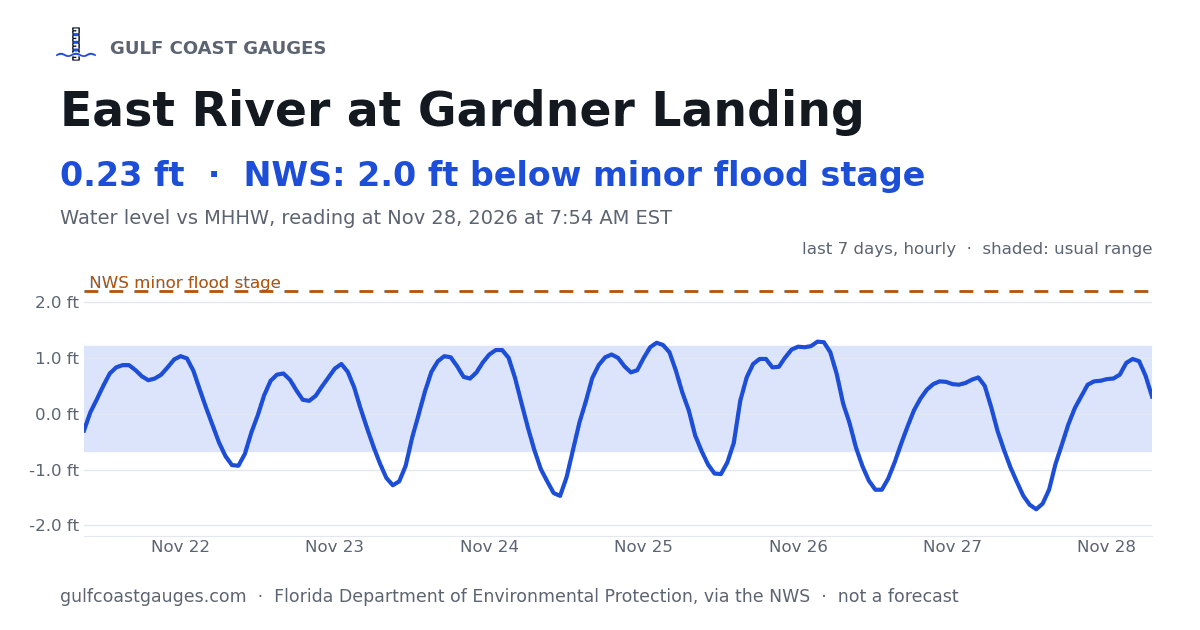 GULF COAST GAUGES
East River at Gardner Landing
0.23 ft · NWS: 2.0 ft below minor flood stage
Water level vs MHHW, reading at Nov 28, 2026 at 7:54 AM EST
last 7 days, hourly · shaded: usual range
NWS minor flood stage
2.0 ft
1.0 ft
0.0 ft
-1.0 ft
-2.0 ft
Nov 22 Nov 23 Nov 24 Nov 25 Nov 26 Nov 27 Nov 28
gulfcoastgauges.com · Florida Department of Environmental Protection, via the NWS · not a forecast